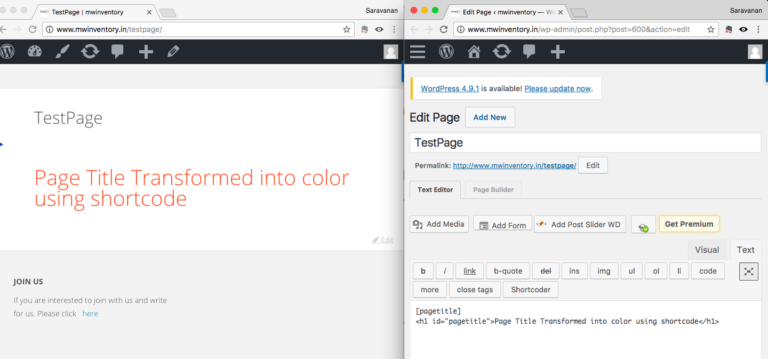 Saravanan
TestPage | mwinventory
www.mwinventory.in/testpage/
TestPage
Page Title Transformed into color
using shortcode
Edit
JOIN US
If you are interested to join with us and write
for us. Please click here
Saravanan
Edit Page ‹ mwinventory — W
www.mwinventory.in/wp-admin/post.php?post=600&action=edit
WordPress 4.9.1 is available! Please update now.
Edit Page Add New
TestPage
Permalink: http://www.mwinventory.in/testpage/ Edit
Text Editor Page Builder
Add Media Add Form Add Post Slider WD Get Premium
Visual Text
b i link b-quote del ins img ul ol li code
more close tags Shortcoder
[pagetitle]
<h1 id="pagetitle">Page Title Transformed into color using shortcode</h1>